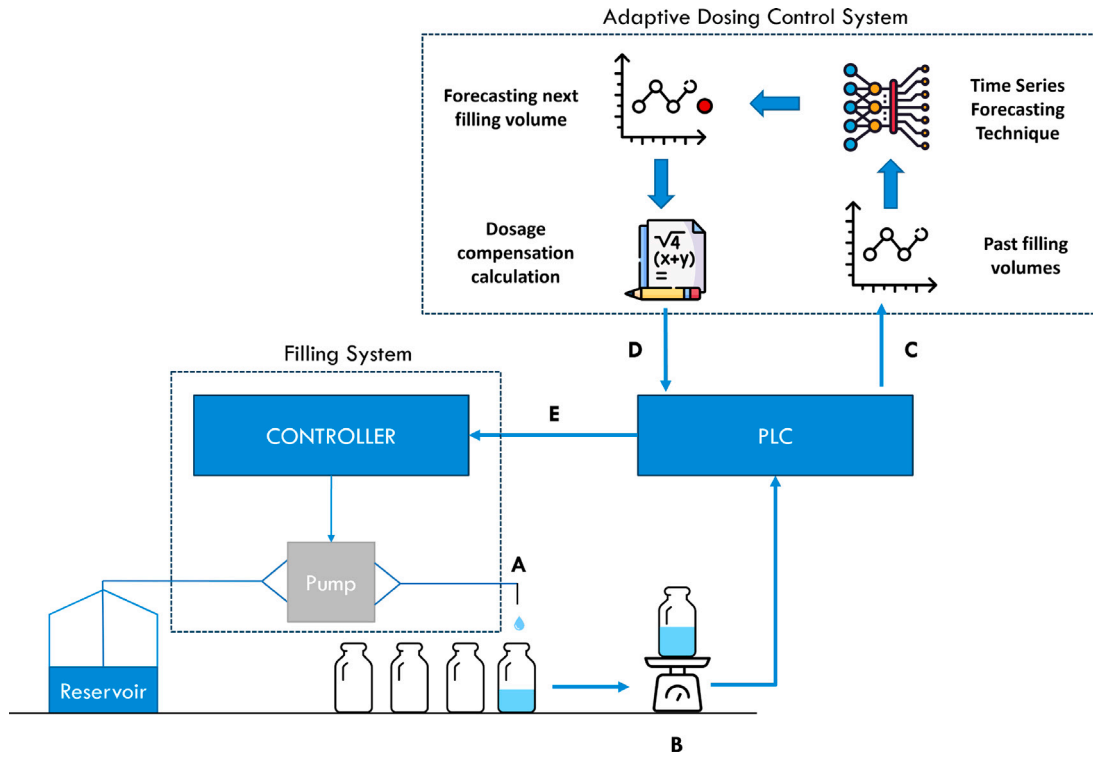 Adaptive Dosing Control System
Forecasting next
filling volume
Time Series
Forecasting
Technique
Dosage
compensation
calculation
√4
(x+y)
=
Past filling
volumes
D
C
Filling System
E
CONTROLLER
PLC
A
Pump
Reservoir
B